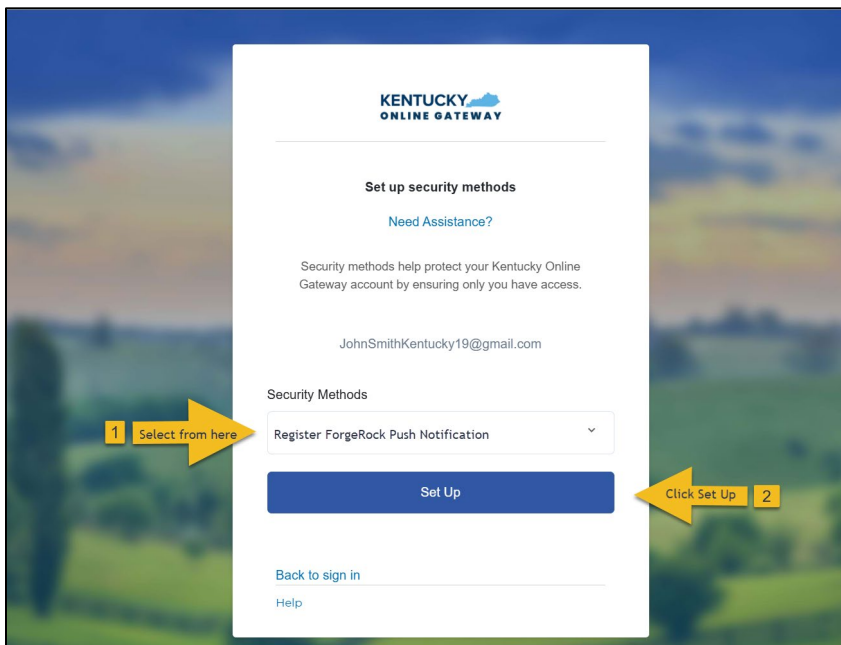 KENTUCKY
ONLINE GATEWAY
Set up security methods
Need Assistance?
Security methods help protect your Kentucky Online
Gateway account by ensuring only you have access.
JohnSmithKentucky19@gmail.com
Security Methods
1 Select from here
Register ForgeRock Push Notification
Set Up
Click Set Up 2
Back to sign in
Help